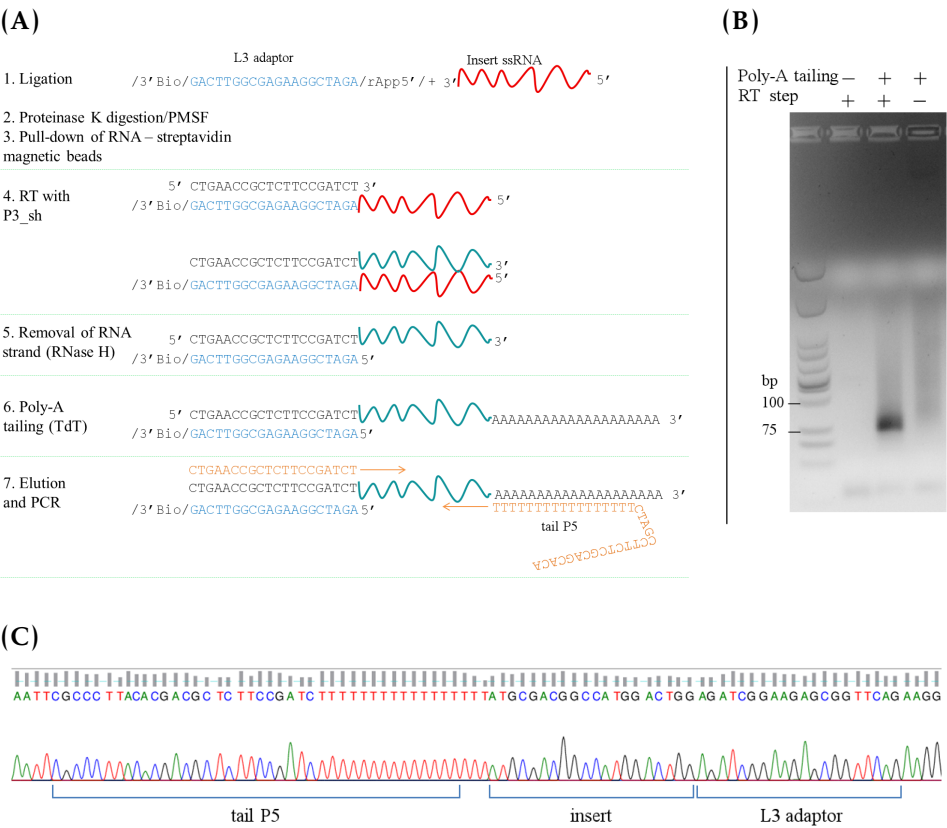 (A)
L3 adaptor
Insert ssRNA
1. Ligation
/3'Bio/GACTTGGCGAGAAGGCTAGA/rApp5'/+ 3' 5'
2. Proteinase K digestion/PMSF
3. Pull-down of RNA – streptavidin
magnetic beads
5' CTGAACCGCTCTTCCGATCT 3'
4. RT with
P3_sh
/3'Bio/GACTTGGCGAGAAGGCTAGA 5'
CTGAACCGCTCTTCCGATCT 3'
/3'Bio/GACTTGGCGAGAAGGCTAGA 5'
5. Removal of RNA
strand (RNase H)
5' CTGAACCGCTCTTCCGATCT 3'
/3'Bio/GACTTGGCGAGAAGGCTAGA 5'
6. Poly-A
tailing (TdT)
5' CTGAACCGCTCTTCCGATCT AAAAAAAAAAAAAAAAAAAA 3'
/3'Bio/GACTTGGCGAGAAGGCTAGA 5'
7. Elution
and PCR
CTGAACCGCTCTTCCGATCT
CTGAACCGCTCTTCCGATCT AAAAAAAAAAAAAAAAAAAA 3'
/3'Bio/GACTTGGCGAGAAGGCTAGA 5' TTTTTTTTTTTTTTTTTCTAGCCTTCTCGCAGCACA
tail P5
(B)
Poly-A tailing − + +
RT step + + −
bp
100
75
(C)
AATTCGCCCTTACACGACGCTCTTCCGATCTTTTTTTTTTTTTTTTTATGCGACGGCCATGGACTGGAGATCGGAAGAGCGGTTCAGAAGG
tail P5 insert L3 adaptor